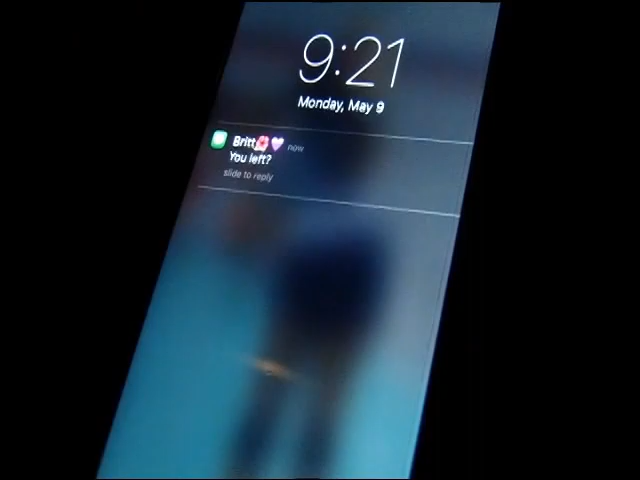 9:21
Monday, May 9
Britt🌺💜 now
You left?
slide to reply